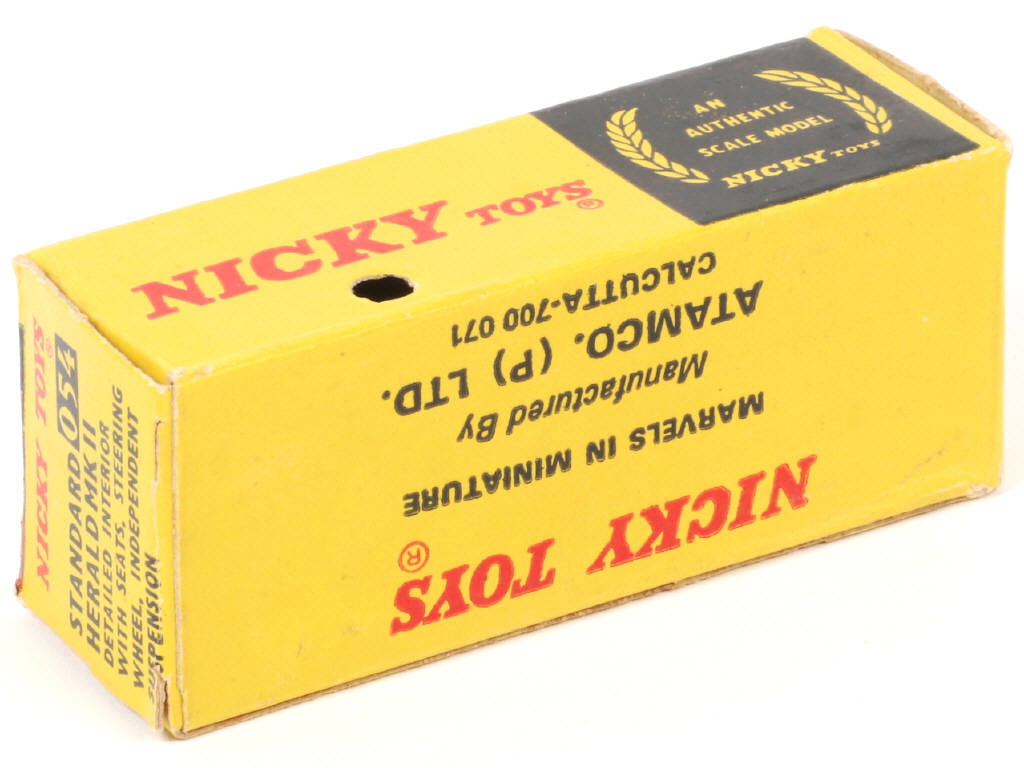 NICKY TOYS®
AN
AUTHENTIC
SCALE MODEL
NICKY TOYS
NICKY TOYS®
MARVELS IN MINIATURE
Manufactured By
ATAMCO. (P) LTD.
CALCUTTA-700 071
NICKY TOYS®
STANDARD 054
HERALD MK II
DETAILED INTERIOR
WITH SEATS, STEERING
WHEEL, INDEPENDENT
SUSPENSION